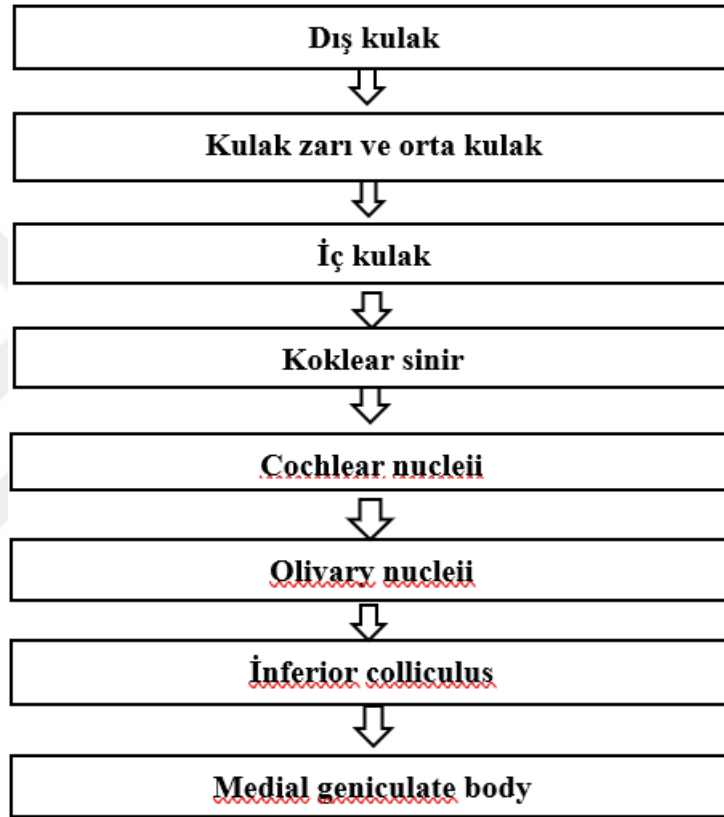 Dış kulak
Kulak zarı ve orta kulak
İç kulak
Koklear sinir
Cochlear nucleii
Olivary nucleii
İnferior colliculus
Medial geniculate body